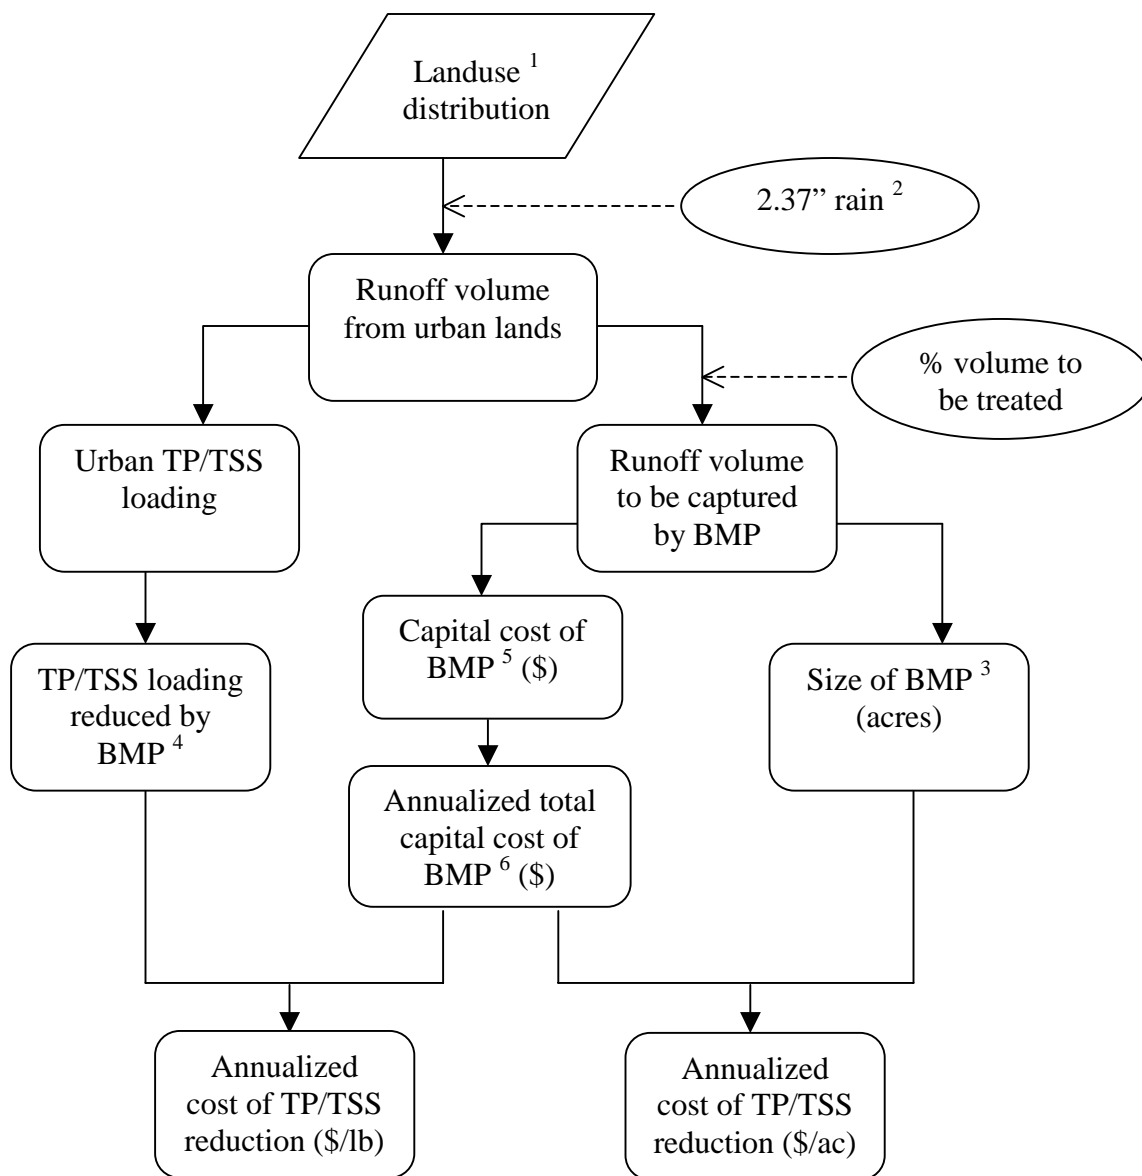 Landuse 1
distribution
2.37” rain 2
Runoff volume
from urban lands
% volume to
be treated
Urban TP/TSS
loading
Runoff volume
to be captured
by BMP
Capital cost of
BMP 5 ($)
TP/TSS loading
reduced by
BMP 4
Size of BMP 3
(acres)
Annualized total
capital cost of
BMP 6 ($)
Annualized
cost of TP/TSS
reduction ($/lb)
Annualized
cost of TP/TSS
reduction ($/ac)